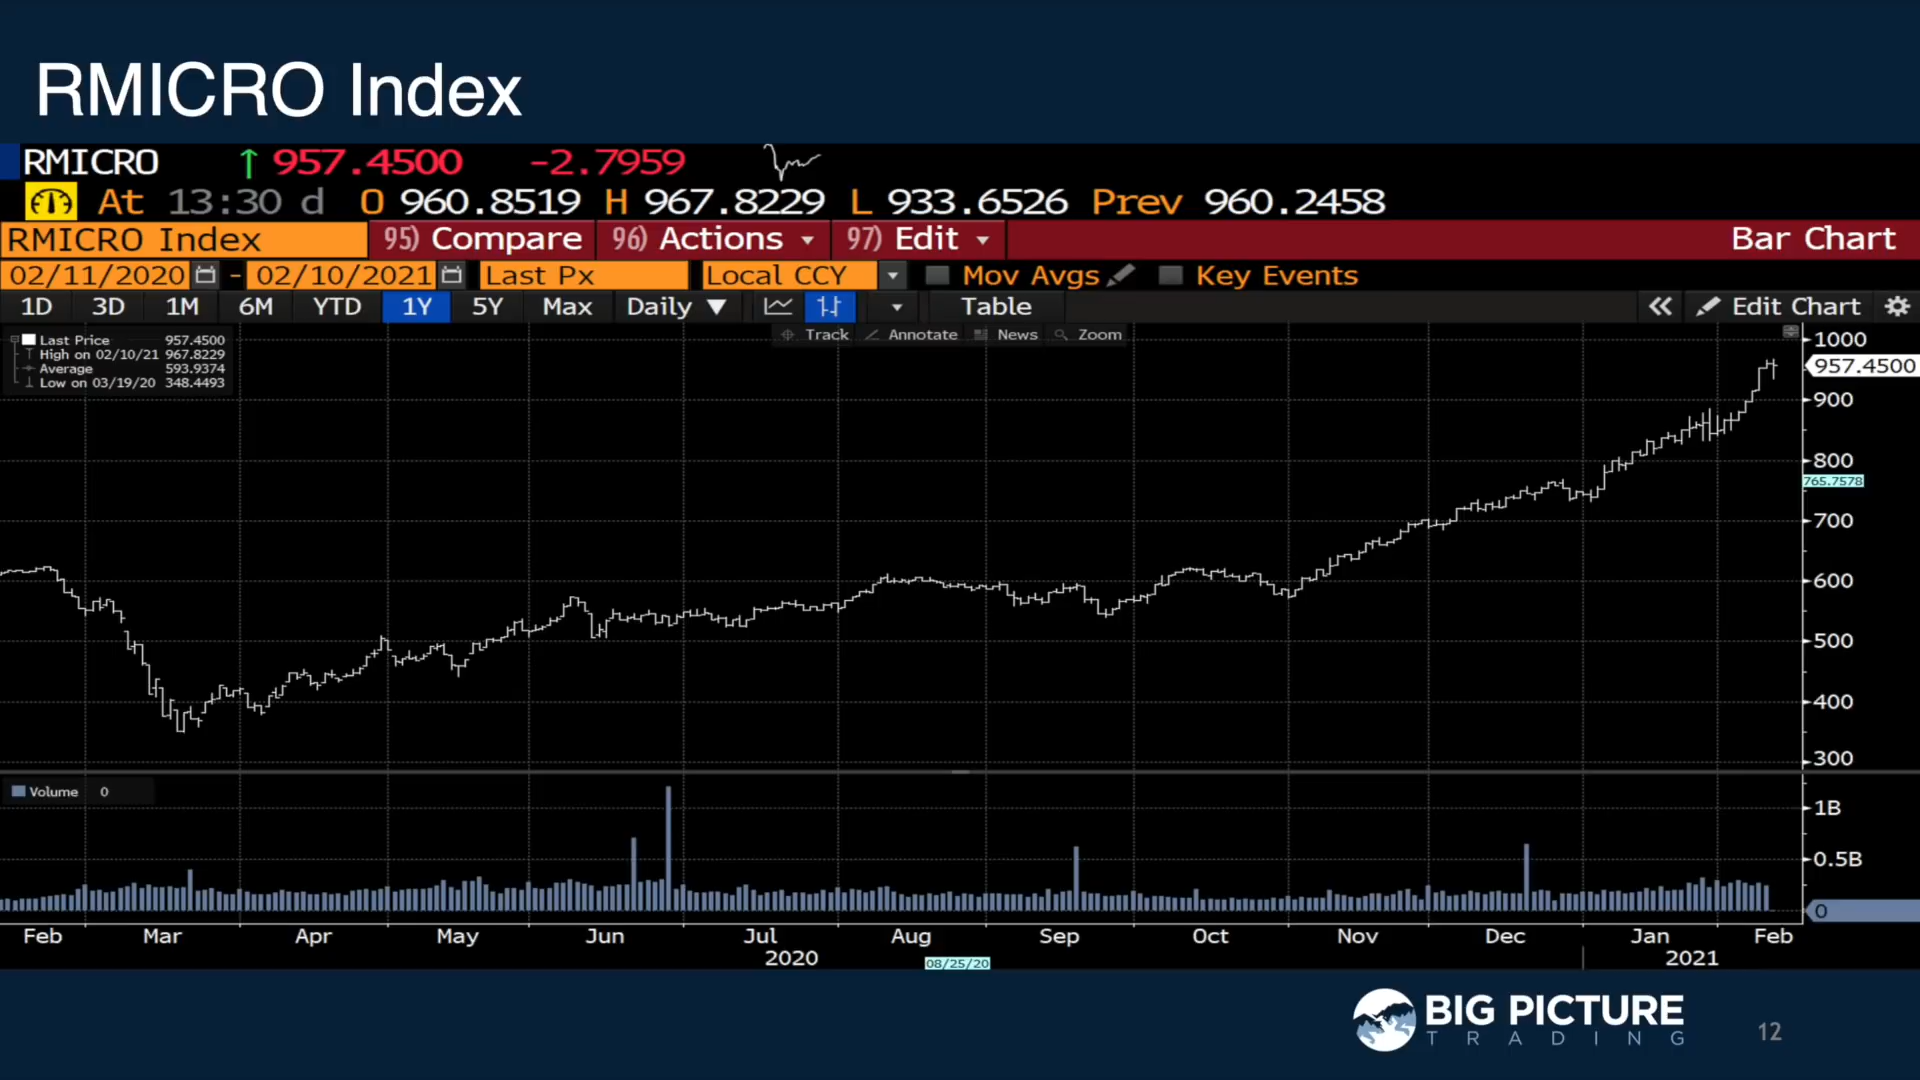 RMICRO Index
RMICRO ↑ 957.4500 -2.7959
At 13:30 d O 960.8519 H 967.8229 L 933.6526 Prev 960.2458
RMICRO Index 95) Compare 96) Actions 97) Edit Bar Chart
02/11/2020 - 02/10/2021 Last Px Local CCY Mov Avgs Key Events
1D 3D 1M 6M YTD 1Y 5Y Max Daily ▼ Table « Edit Chart
Track Annotate News Zoom
Last Price 957.4500
High on 02/10/21 967.8229
Average 593.9374
Low on 03/19/20 348.4493
1000
957.4500
900
800
765.7578
700
600
500
400
300
Volume 0
1B
0.5B
0
Feb Mar Apr May Jun Jul Aug Sep Oct Nov Dec Jan Feb
2020 08/25/20 2021
BIG PICTURE
TRADING
12